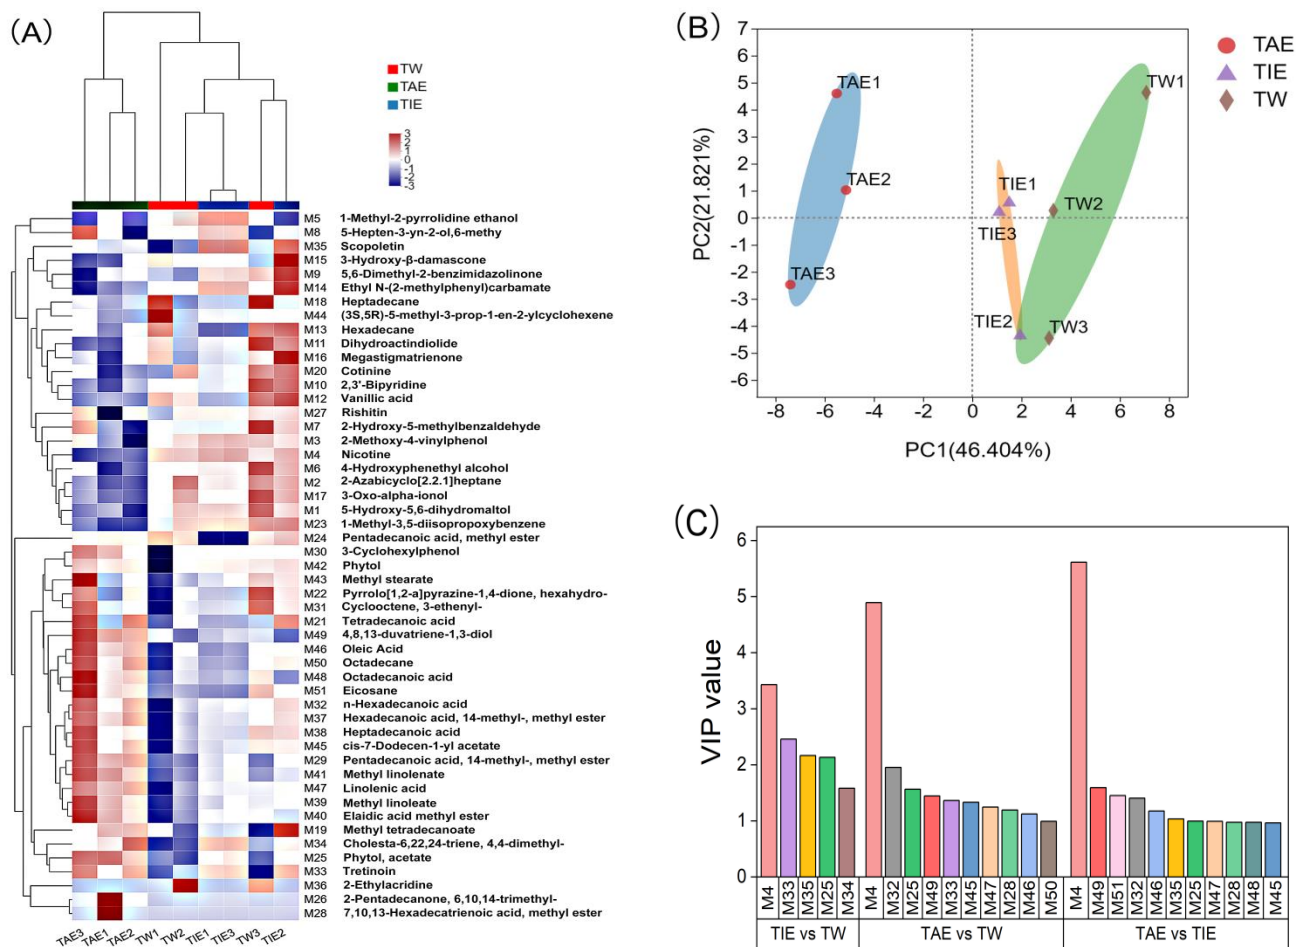 (A)
TW
TAE
TIE
3
2
1
0
-1
-2
-3
M5 1-Methyl-2-pyrrolidine ethanol
M8 5-Hepten-3-yn-2-ol,6-methy
M35 Scopoletin
M15 3-Hydroxy-β-damascone
M9 5,6-Dimethyl-2-benzimidazolinone
M14 Ethyl N-(2-methylphenyl)carbamate
M18 Heptadecane
M44 (3S,5R)-5-methyl-3-prop-1-en-2-ylcyclohexene
M13 Hexadecane
M11 Dihydroactindiolide
M16 Megastigmatrienone
M20 Cotinine
M10 2,3'-Bipyridine
M12 Vanillic acid
M27 Rishitin
M7 2-Hydroxy-5-methylbenzaldehyde
M3 2-Methoxy-4-vinylphenol
M4 Nicotine
M6 4-Hydroxyphenethyl alcohol
M2 2-Azabicyclo[2.2.1]heptane
M17 3-Oxo-alpha-ionol
M1 5-Hydroxy-5,6-dihydromaltol
M23 1-Methyl-3,5-diisopropoxybenzene
M24 Pentadecanoic acid, methyl ester
M30 3-Cyclohexylphenol
M42 Phytol
M43 Methyl stearate
M22 Pyrrolo[1,2-a]pyrazine-1,4-dione, hexahydro-
M31 Cyclooctene, 3-ethenyl-
M21 Tetradecanoic acid
M49 4,8,13-duvatriene-1,3-diol
M46 Oleic Acid
M50 Octadecane
M48 Octadecanoic acid
M51 Eicosane
M32 n-Hexadecanoic acid
M37 Hexadecanoic acid, 14-methyl-, methyl ester
M38 Heptadecanoic acid
M45 cis-7-Dodecen-1-yl acetate
M29 Pentadecanoic acid, 14-methyl-, methyl ester
M41 Methyl linolenate
M47 Linolenic acid
M39 Methyl linoleate
M40 Elaidic acid methyl ester
M19 Methyl tetradecanoate
M34 Cholesta-6,22,24-triene, 4,4-dimethyl-
M25 Phytol, acetate
M33 Tretinoin
M36 2-Ethylacridine
M26 2-Pentadecanone, 6,10,14-trimethyl-
M28 7,10,13-Hexadecatrienoic acid, methyl ester
TAE3 TAE1 TAE2 TW1 TW2 TIE1 TIE3 TW3 TIE2
(B)
TAE
TIE
TW
PC2(21.821%)
7
6
5
4
3
2
1
0
-1
-2
-3
-4
-5
-6
TAE1
TW1
TAE2
TIE1
TW2
TIE3
TAE3
TIE2
TW3
-8 -6 -4 -2 0 2 4 6 8
PC1(46.404%)
(C)
VIP value
6
5
4
3
2
1
0
M4 M33 M35 M25 M34 M4 M32 M25 M49 M33 M45 M47 M28 M46 M50 M4 M49 M51 M32 M46 M35 M25 M47 M28 M48 M45
TIE vs TW TAE vs TW TAE vs TIE